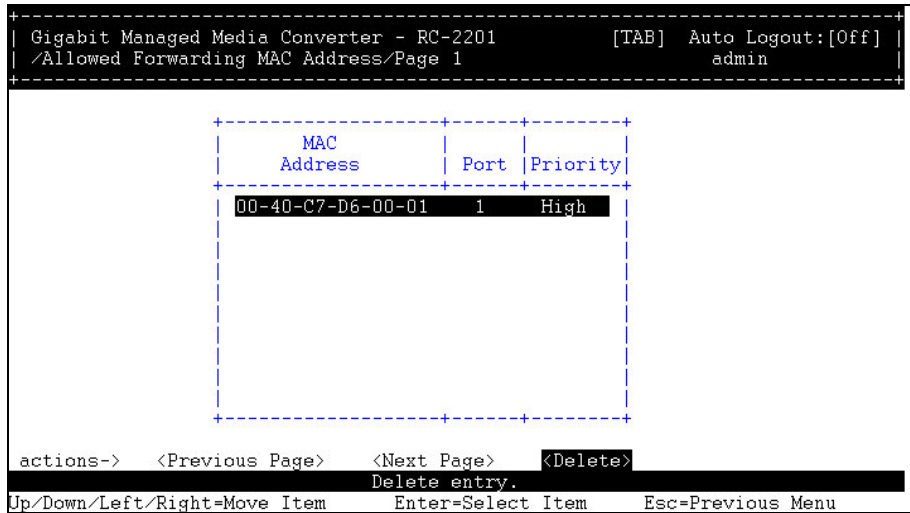 Gigabit Managed Media Converter - RC-2201 [TAB] Auto Logout:[Off]
/Allowed Forwarding MAC Address/Page 1 admin
MAC
Address Port Priority
00-40-C7-D6-00-01 1 High
actions-> <Previous Page> <Next Page> <Delete>
Delete entry.
Up/Down/Left/Right=Move Item Enter=Select Item Esc=Previous Menu